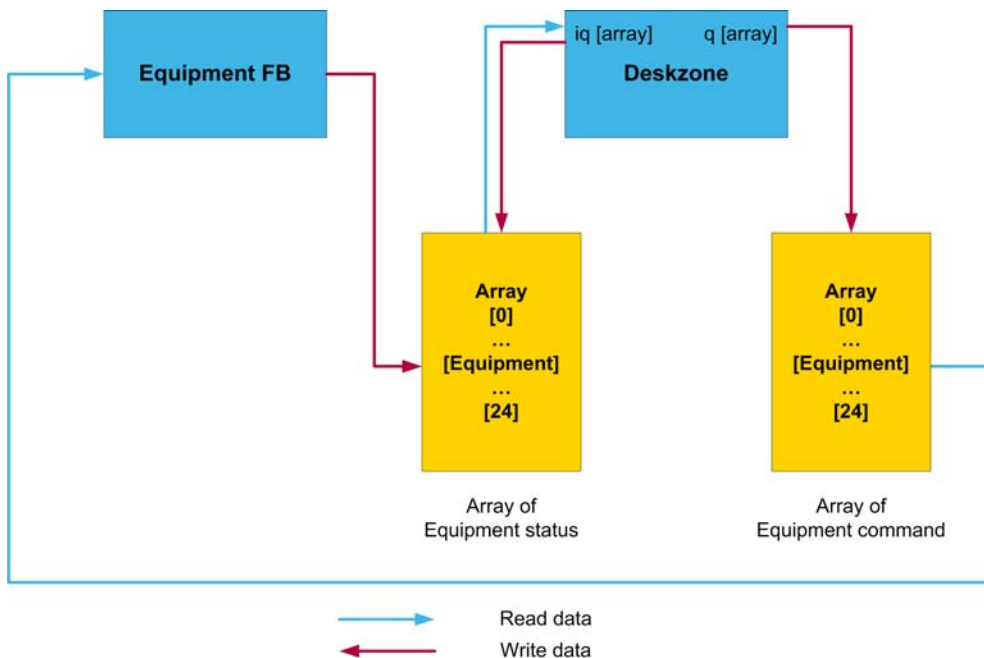 Equipment FB
iq [array]
q [array]
Deskzone
Array
[0]
...
[Equipment]
...
[24]
Array
[0]
...
[Equipment]
...
[24]
Array of
Equipment status
Array of
Equipment command
Read data
Write data